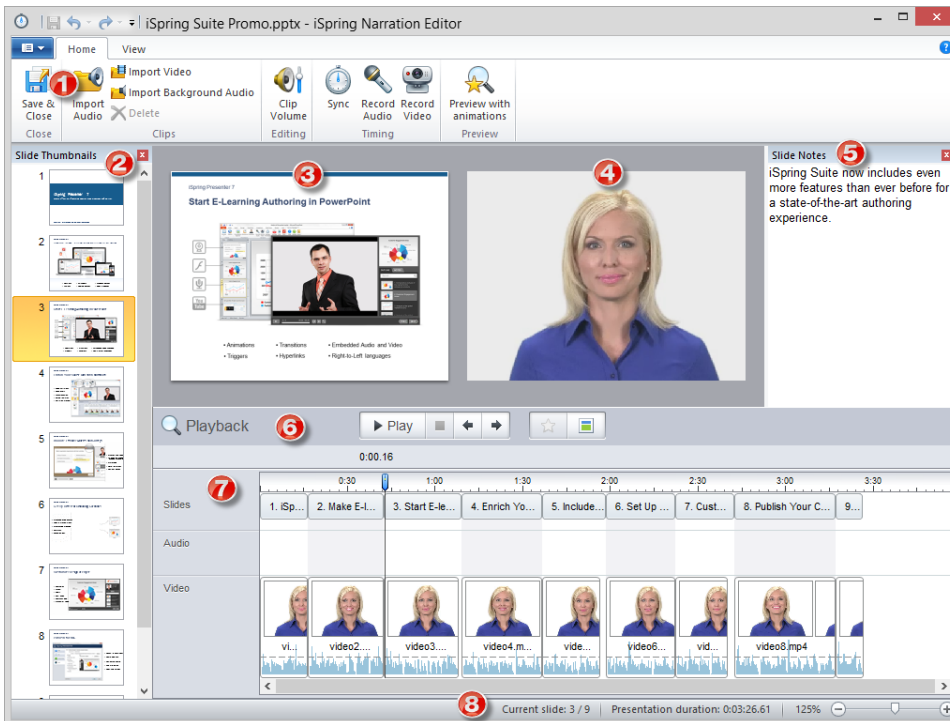 iSpring Suite Promo.pptx - iSpring Narration Editor
Home View
1
Save & Close
Import Audio
Import Video
Import Background Audio
Delete
Clip Volume
Sync
Record Audio
Record Video
Preview with animations
Close
Clips
Editing
Timing
Preview
Slide Thumbnails
2
1
2
3
4
5
6
7
8
3
iSpring Presenter 7
Start E-Learning Authoring in PowerPoint
You Tube
• Animations
• Transitions
• Embedded Audio and Video
• Triggers
• Hyperlinks
• Right-to-Left languages
4
Slide Notes
5
iSpring Suite now includes even
more features than ever before for
a state-of-the-art authoring
experience.
Playback
6
Play
0:00.16
7
0:30 1:00 1:30 2:00 2:30 3:00 3:30
Slides
1. iSp...
2. Make E-l...
3. Start E-le...
4. Enrich Yo...
5. Include...
6. Set Up ...
7. Cust...
8. Publish Your C...
9...
Audio
Video
vi...
video2....
video3....
video4.m...
vide...
video6...
vid...
video8.mp4
8
Current slide: 3 / 9
Presentation duration: 0:03:26.61
125%